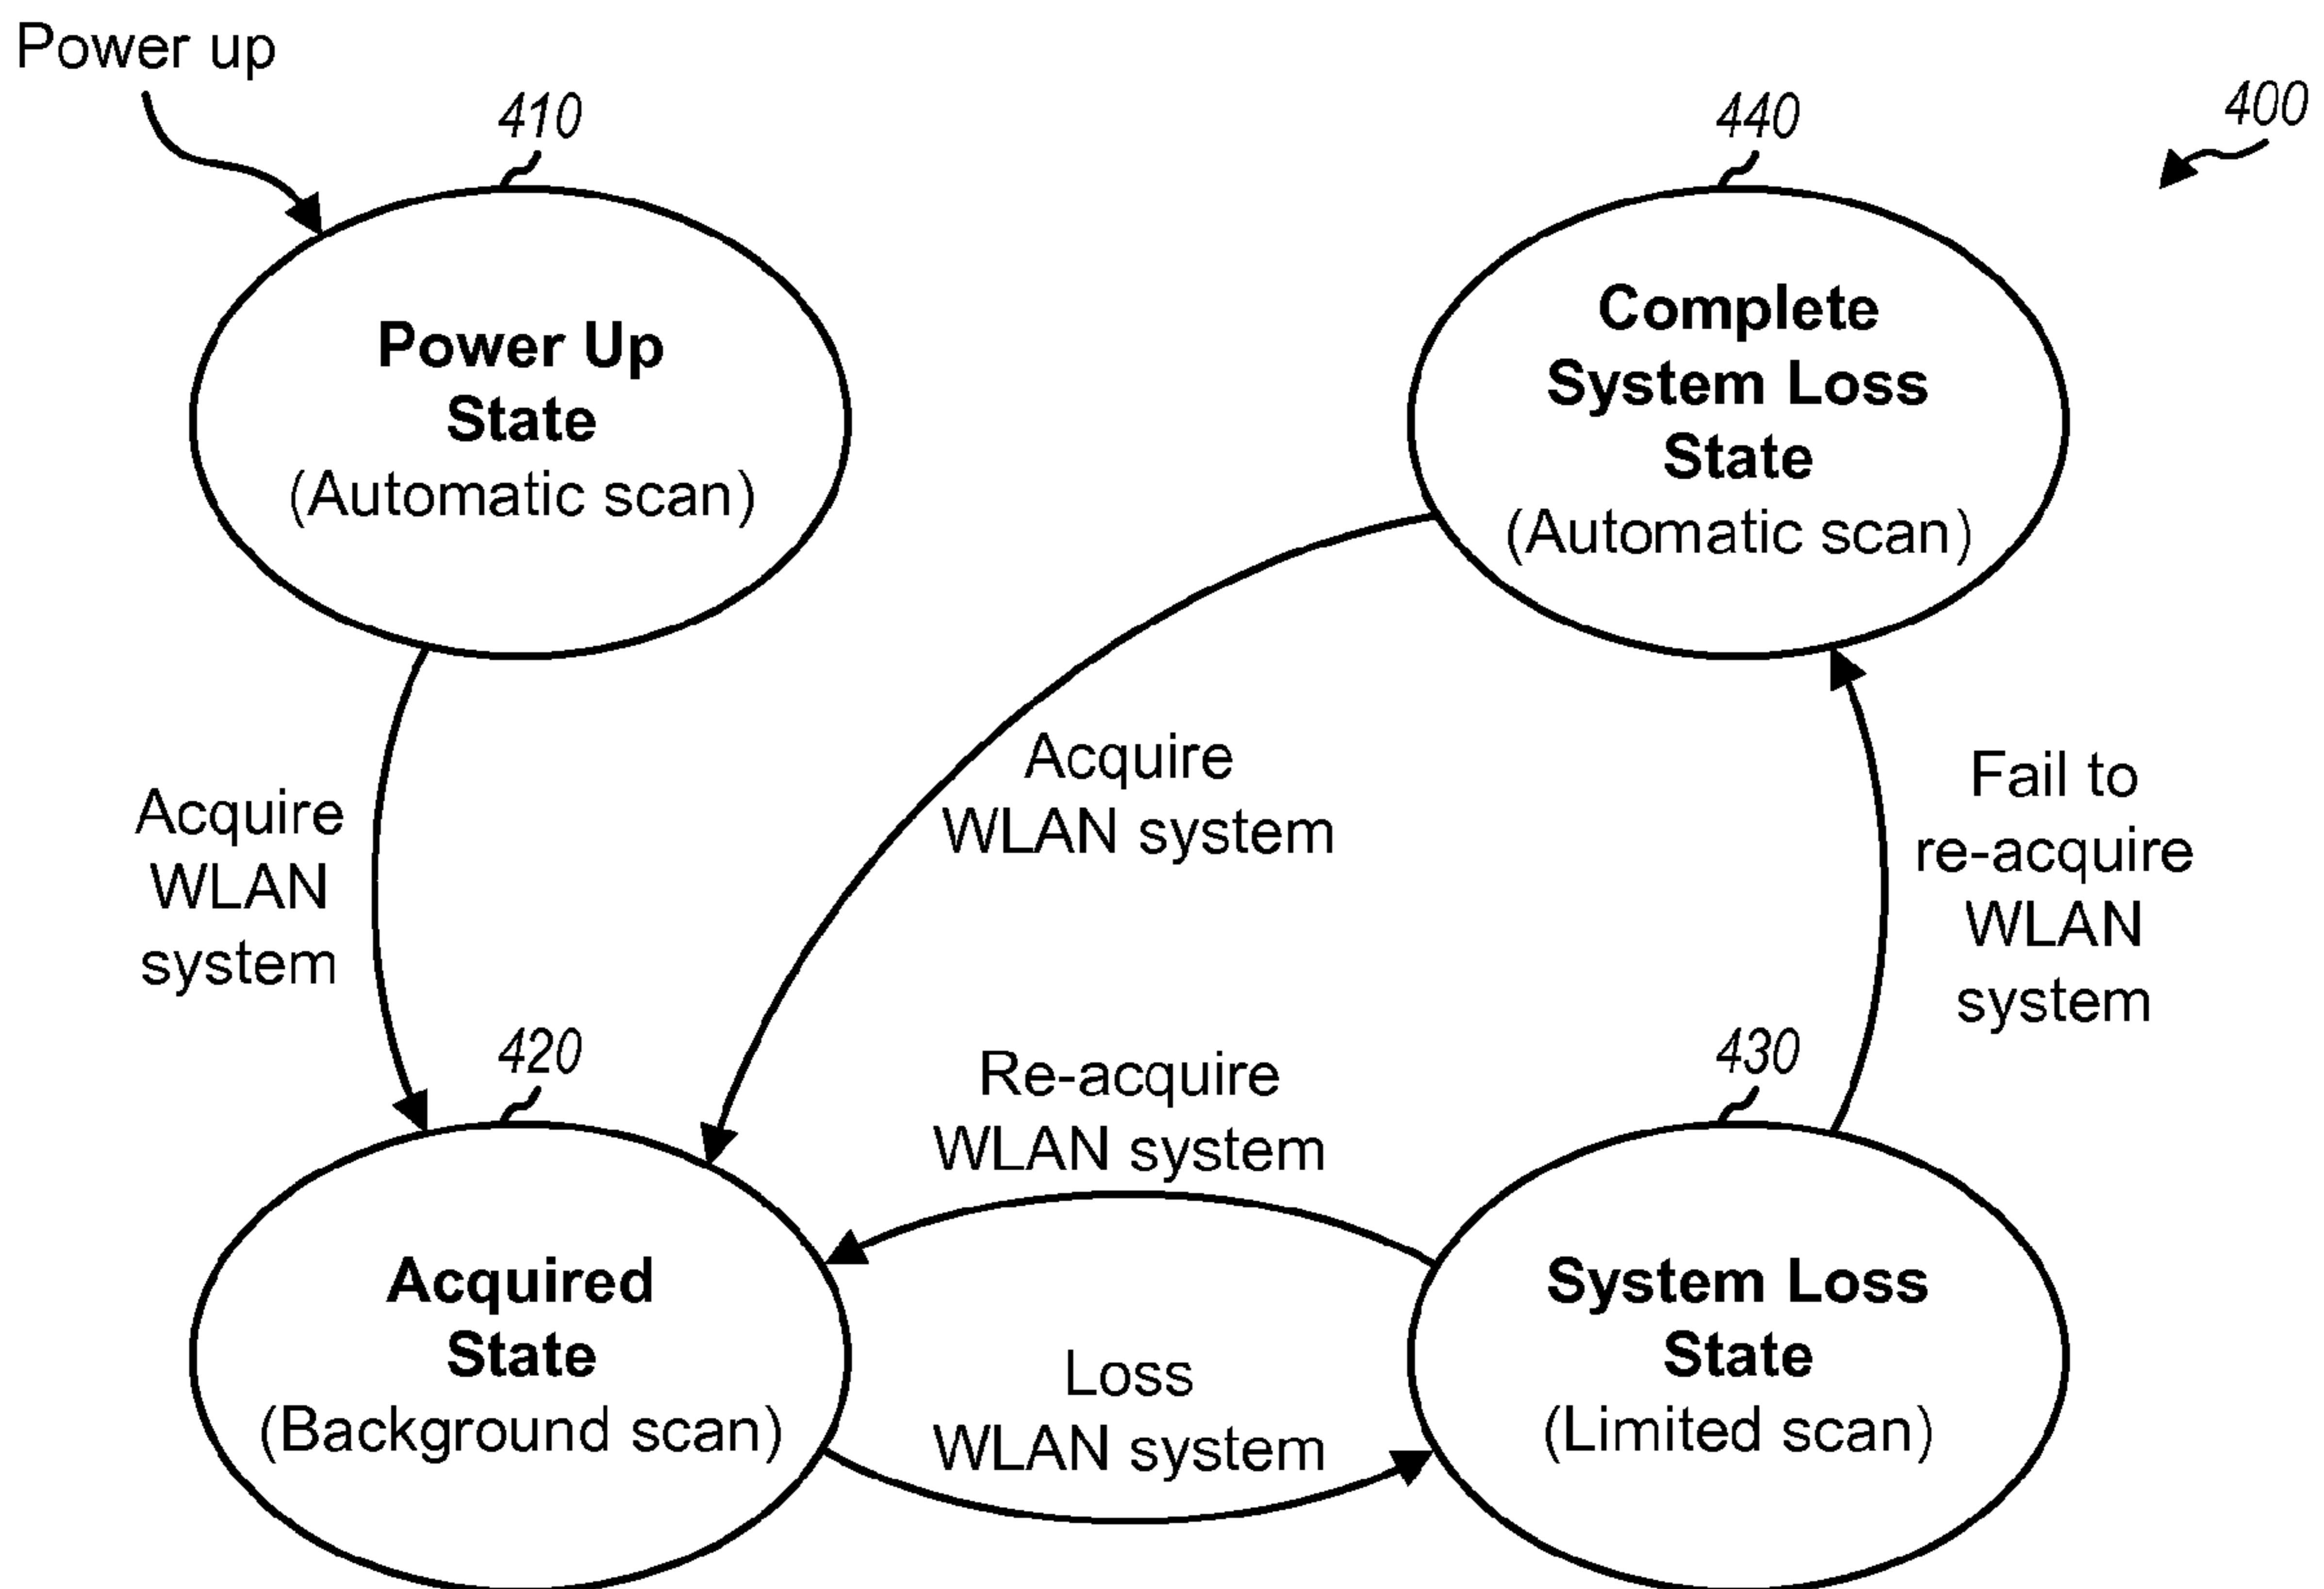 Power up
410
440
400
Power Up
State
(Automatic scan)
Complete
System Loss
State
(Automatic scan)
Acquire
WLAN
system
Acquire
WLAN system
Fail to
re-acquire
WLAN
system
420
Re-acquire
WLAN system
430
Acquired
State
(Background scan)
Loss
WLAN system
System Loss
State
(Limited scan)